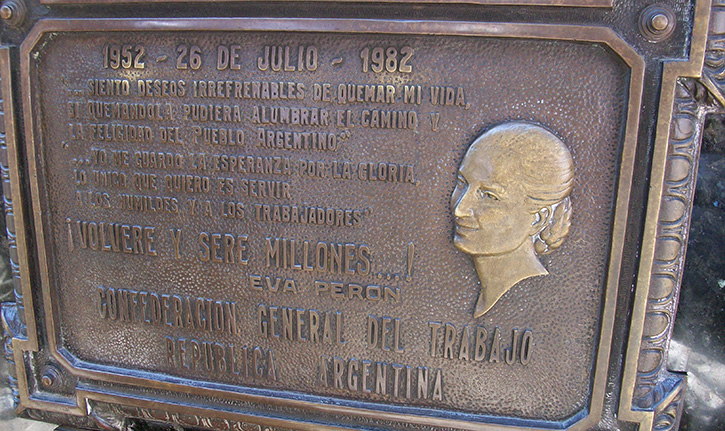 1952 - 26 DE JULIO - 1982
"...SIENTO DESEOS IRREFRENABLES DE QUEMAR MI VIDA,
SI QUEMANDOLA PUDIERA ALUMBRAR EL CAMINO Y
LA FELICIDAD DEL PUEBLO ARGENTINO"
"...YO ME GUARDO LA ESPERANZA POR LA GLORIA,
LO UNICO QUE QUIERO ES SERVIR
A LOS HUMILDES Y A LOS TRABAJADORES"
¡VOLVERE Y SERE MILLONES...!
EVA PERON
CONFEDERACION GENERAL DEL TRABAJO
REPUBLICA ARGENTINA